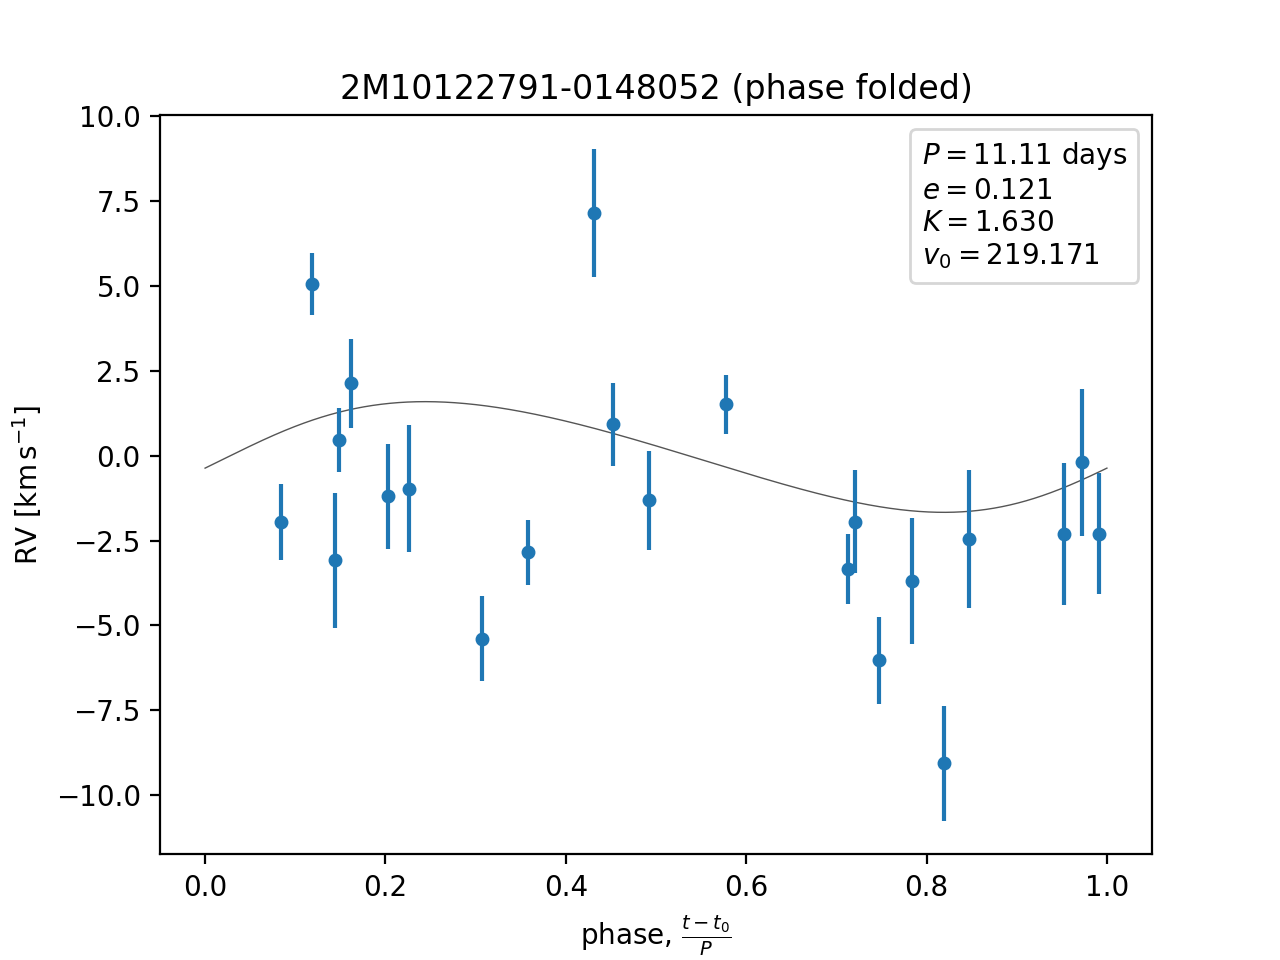 2M10122791-0148052 (phase folded)
P = 11.11 days
e = 0.121
K = 1.630
v₀ = 219.171
10.0
7.5
5.0
2.5
0.0
−2.5
−5.0
−7.5
−10.0
RV [km s⁻¹]
0.0 0.2 0.4 0.6 0.8 1.0
phase, (t − t₀)/P